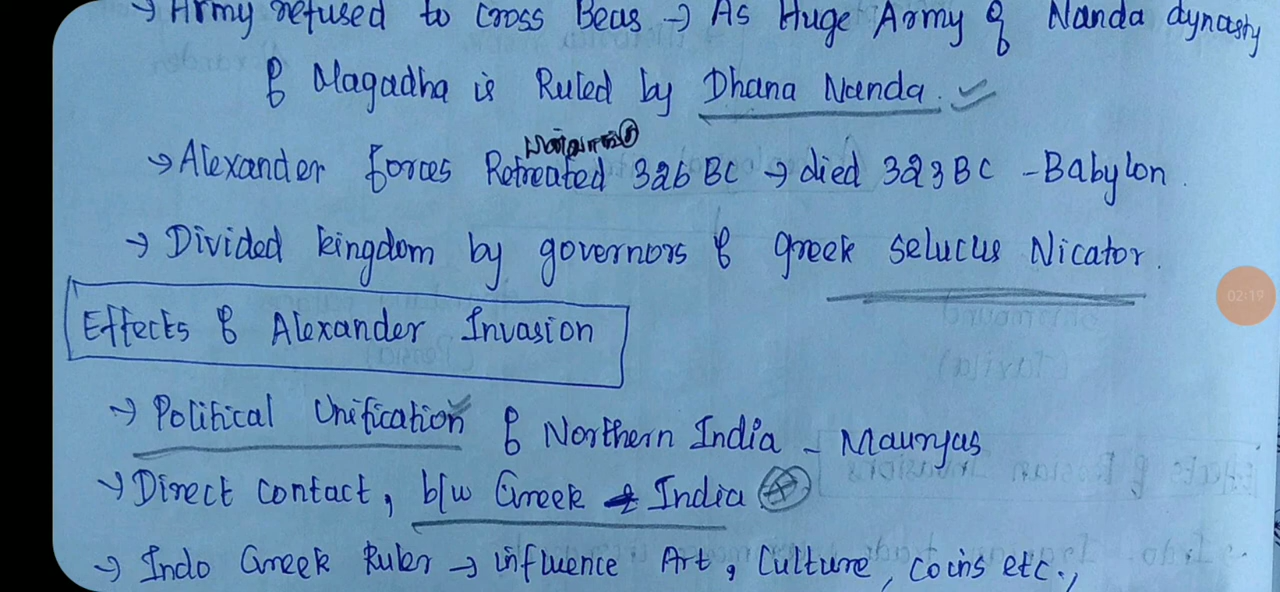 → Army refused to cross Beas → As Huge Army of Nanda dynasty
of Magadha is Ruled by Dhana Nanda.
→ Alexander forces Retreated 326 BC → died 323 BC - Babylon.
→ Divided kingdom by governors of greek selucus Nicator.
Effects of Alexander Invasion
→ Political Unification of Northern India - Mauryas
→ Direct contact, b/w Greek & India
→ Indo Greek Ruler → influence Art, Culture, coins etc.,
02:19